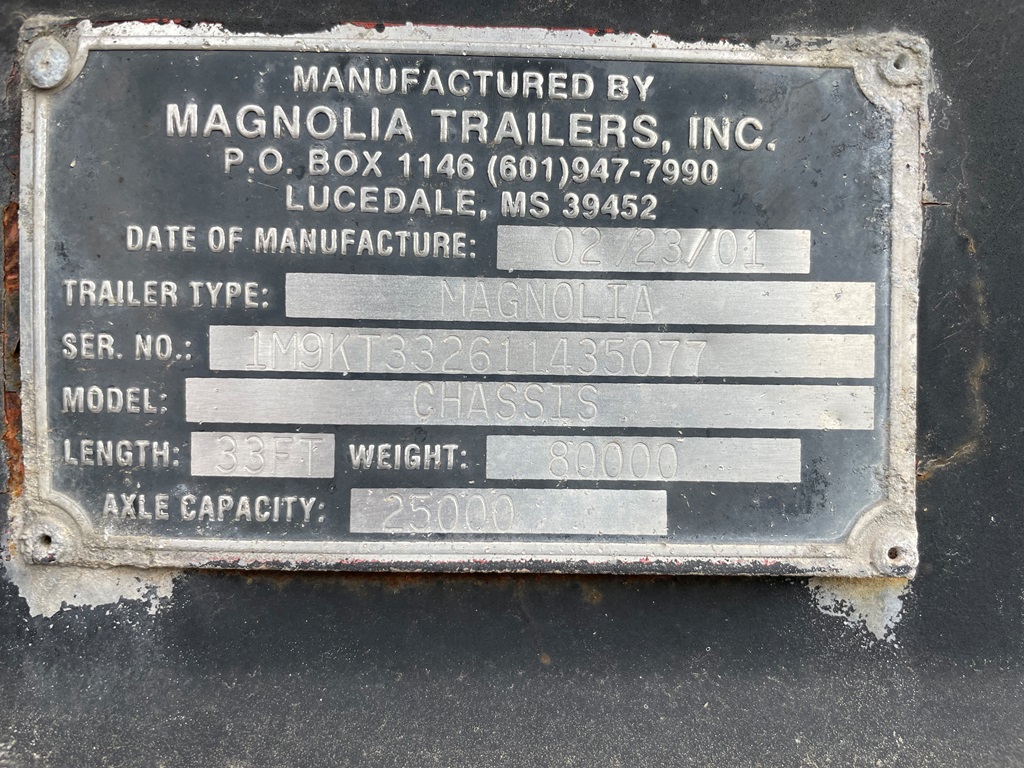 MANUFACTURED BY
MAGNOLIA TRAILERS, INC.
P.O. BOX 1146 (601)947-7990
LUCEDALE, MS 39452
DATE OF MANUFACTURE: 02/23/01
TRAILER TYPE: MAGNOLIA
SER. NO.: 1M9KT332611435077
MODEL: CHASSIS
LENGTH: 33FT WEIGHT: 80000
AXLE CAPACITY: 25000